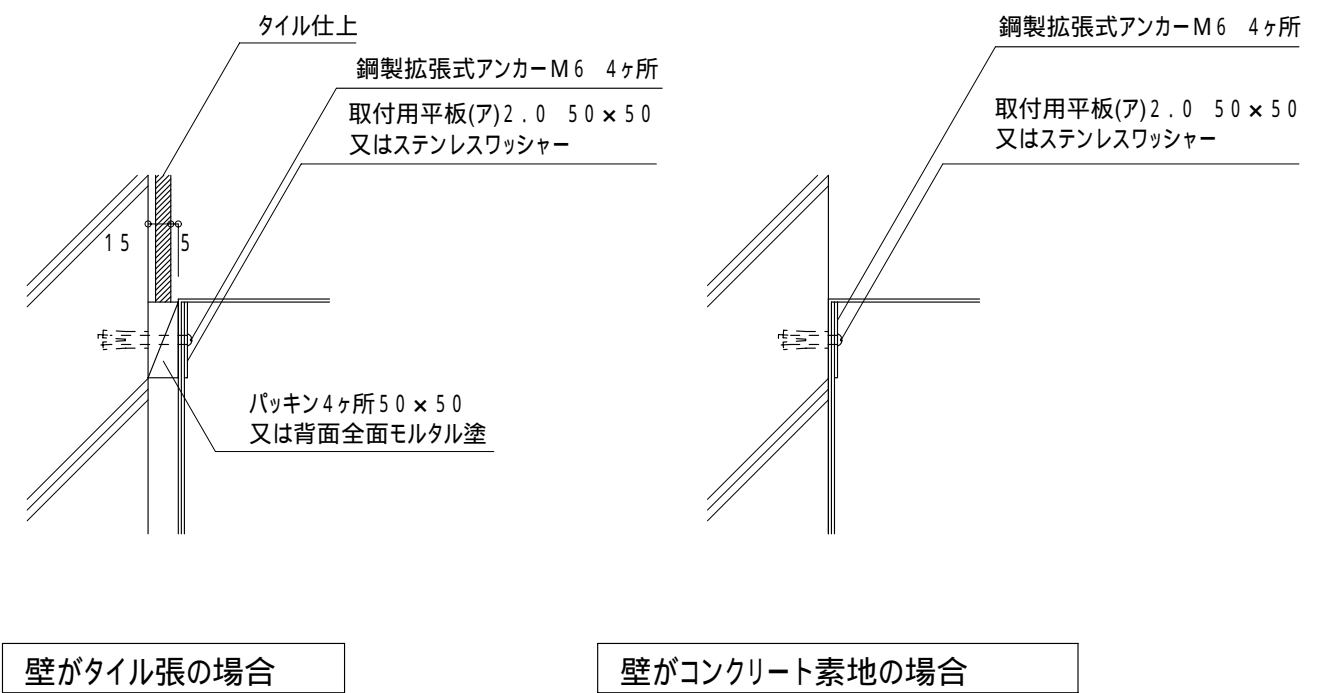 タイル仕上
鋼製拡張式アンカーM6 4ヶ所
取付用平板(ア)2.0 50×50
又はステンレスワッシャー
15
5
パッキン4ヶ所50×50
又は背面全面モルタル塗
壁がタイル張の場合
鋼製拡張式アンカーM6 4ヶ所
取付用平板(ア)2.0 50×50
又はステンレスワッシャー
壁がコンクリート素地の場合